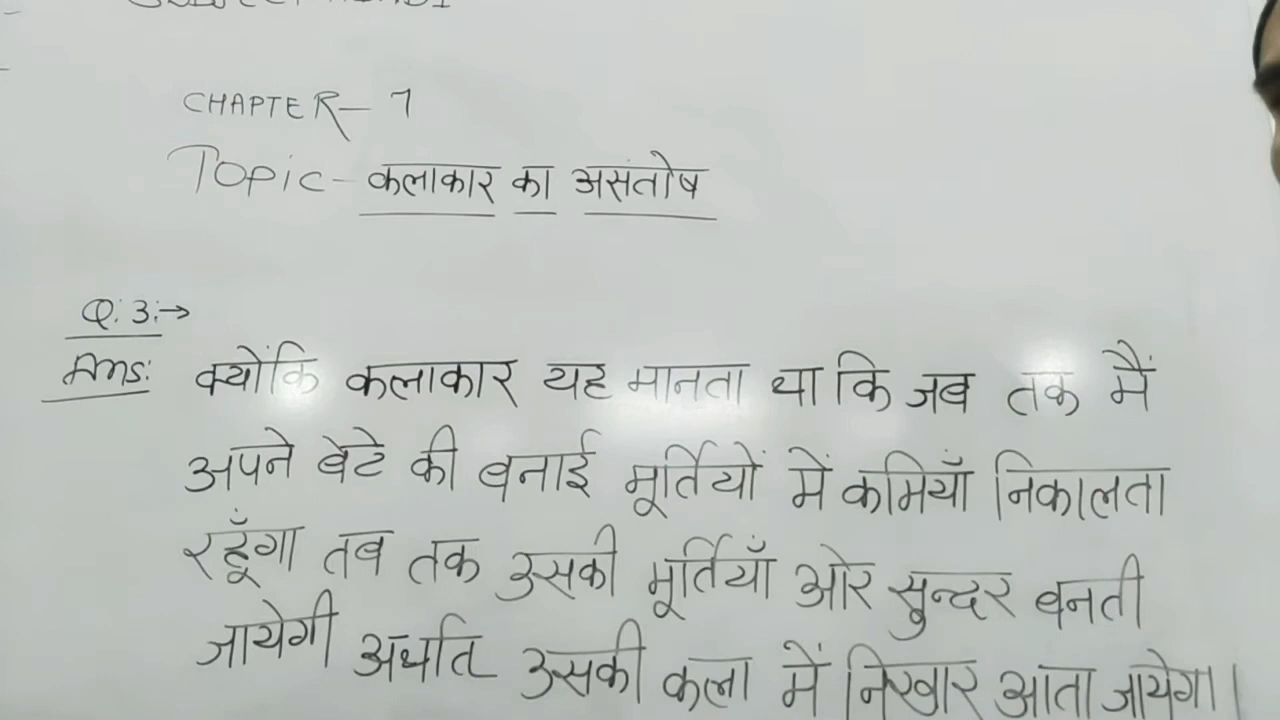 CHAPTER- 7
Topic- कलाकार का असंतोष
Q. 3:→
Ans: क्योंकि कलाकार यह मानता था कि जब तक मैं
अपने बेटे की बनाई मूर्तियों में कमियाँ निकालता
रहूँगा तब तक उसकी मूर्तियाँ ओर सुन्दर बनती
जायेगी अर्थात उसकी कला में निखार आता जायेगा।